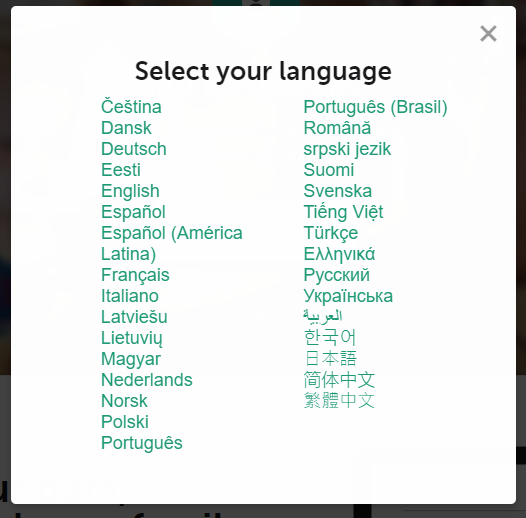 Select your language
Čeština
Dansk
Deutsch
Eesti
English
Español
Español (América
Latina)
Français
Italiano
Latviešu
Lietuvių
Magyar
Nederlands
Norsk
Polski
Português
Português (Brasil)
Română
srpski jezik
Suomi
Svenska
Tiếng Việt
Türkçe
Ελληνικά
Русский
Українська
العربية
한국어
日本語
简体中文
繁體中文